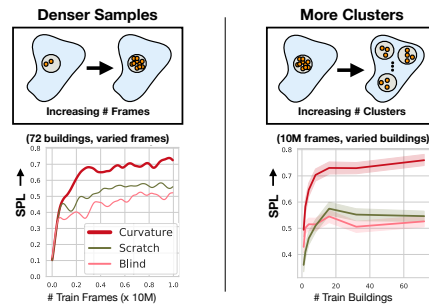 Denser Samples
Increasing # Frames
(72 buildings, varied frames)
SPL
0.8
0.7
0.6
0.5
0.4
0.3
0.2
0.1
0.0
Curvature
Scratch
Blind
0.0 0.2 0.4 0.6 0.8 1.0
# Train Frames (x 10M)
More Clusters
Increasing # Clusters
(10M frames, varied buildings)
SPL
0.8
0.7
0.6
0.5
0.4
0 20 40 60
# Train Buildings